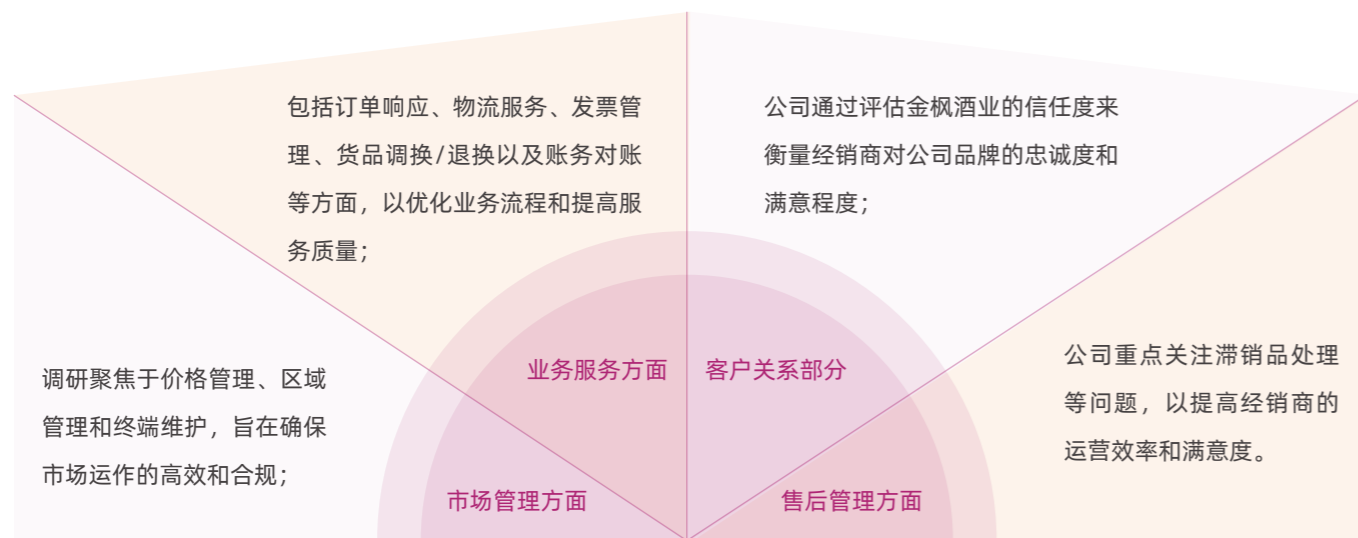 包括订单响应、物流服务、发票管
理、货品调换/退换以及账务对账
等方面，以优化业务流程和提高服
务质量；
公司通过评估金枫酒业的信任度来
衡量经销商对公司品牌的忠诚度和
满意程度；
调研聚焦于价格管理、区域
管理和终端维护，旨在确保
市场运作的高效和合规；
业务服务方面
客户关系部分
公司重点关注滞销品处理
等问题，以提高经销商的
运营效率和满意度。
市场管理方面
售后管理方面